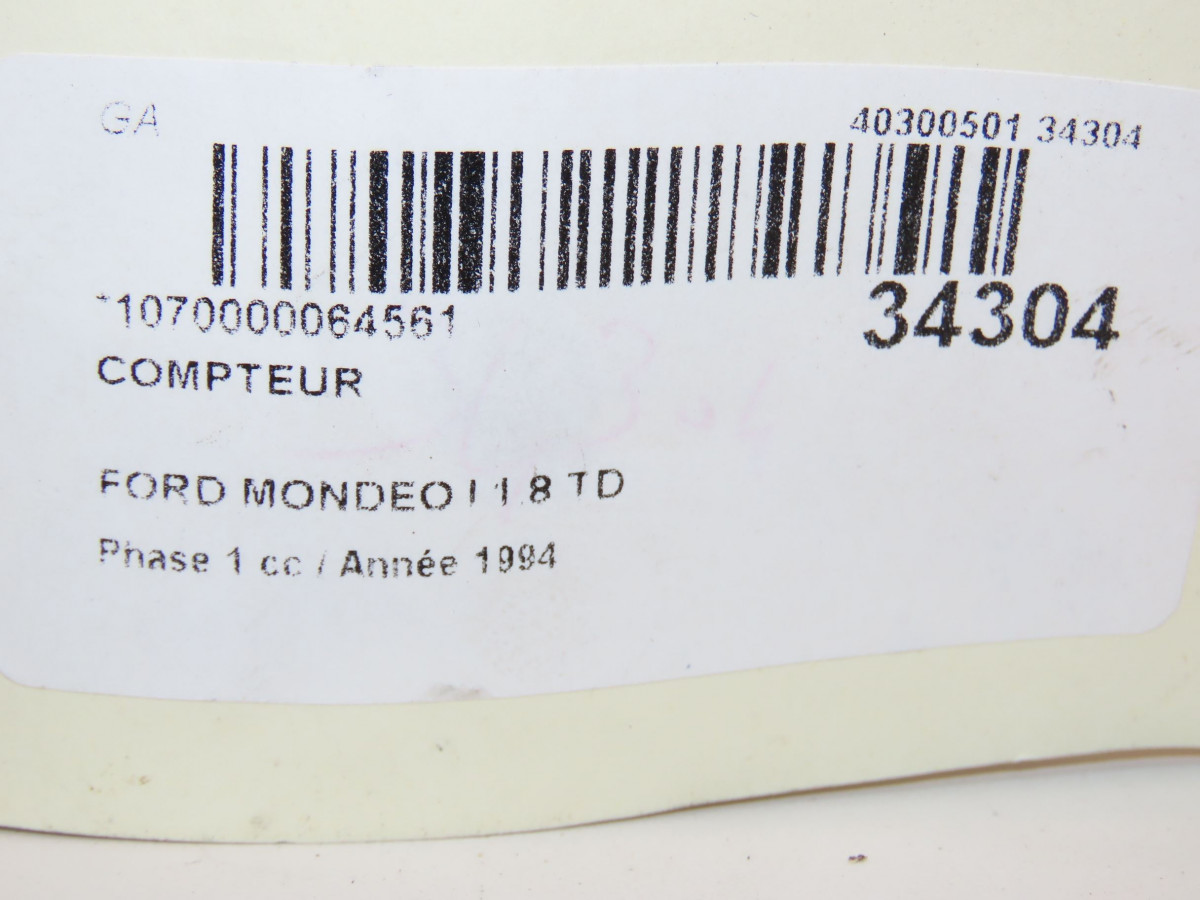 GA
40300501 34304
*1070000064561
34304
COMPTEUR
FORD MONDEO I 1.8 TD
Phase 1 cc / Année 1994